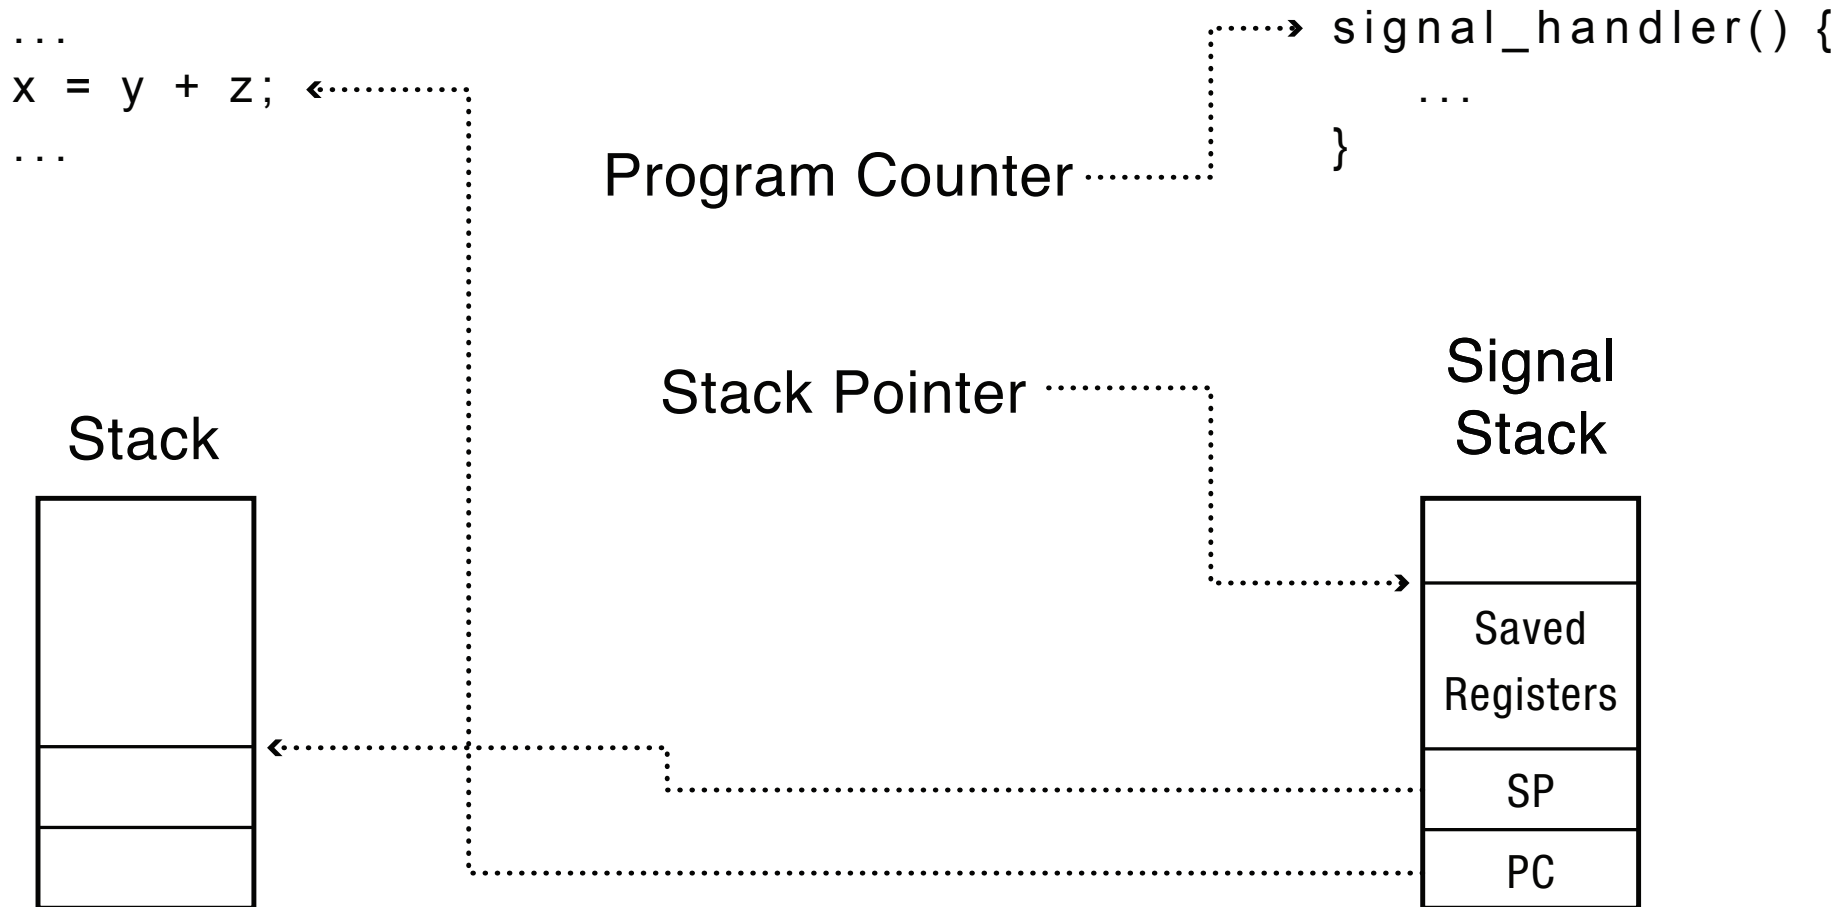 ...
x = y + z;
...
signal_handler() {
...
}
Program Counter
Stack Pointer
Stack
Signal
Stack
Saved
Registers
SP
PC